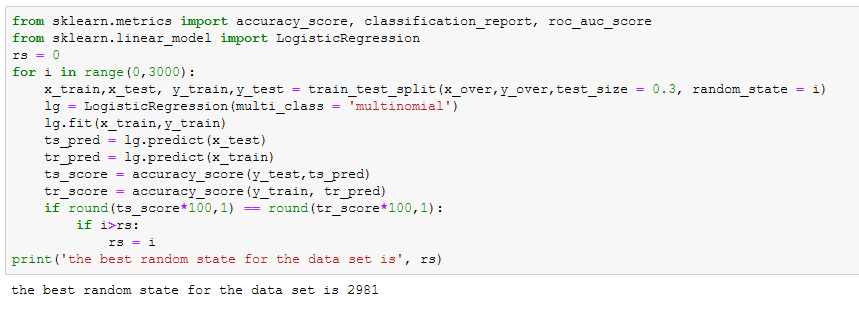 from sklearn.metrics import accuracy_score, classification_report, roc_auc_score
from sklearn.linear_model import LogisticRegression
rs = 0
for i in range(0,3000):
    x_train,x_test, y_train,y_test = train_test_split(x_over,y_over,test_size = 0.3, random_state = i)
    lg = LogisticRegression(multi_class = 'multinomial')
    lg.fit(x_train,y_train)
    ts_pred = lg.predict(x_test)
    tr_pred = lg.predict(x_train)
    ts_score = accuracy_score(y_test,ts_pred)
    tr_score = accuracy_score(y_train, tr_pred)
    if round(ts_score*100,1) == round(tr_score*100,1):
        if i>rs:
            rs = i
print('the best random state for the data set is', rs)
the best random state for the data set is 2981